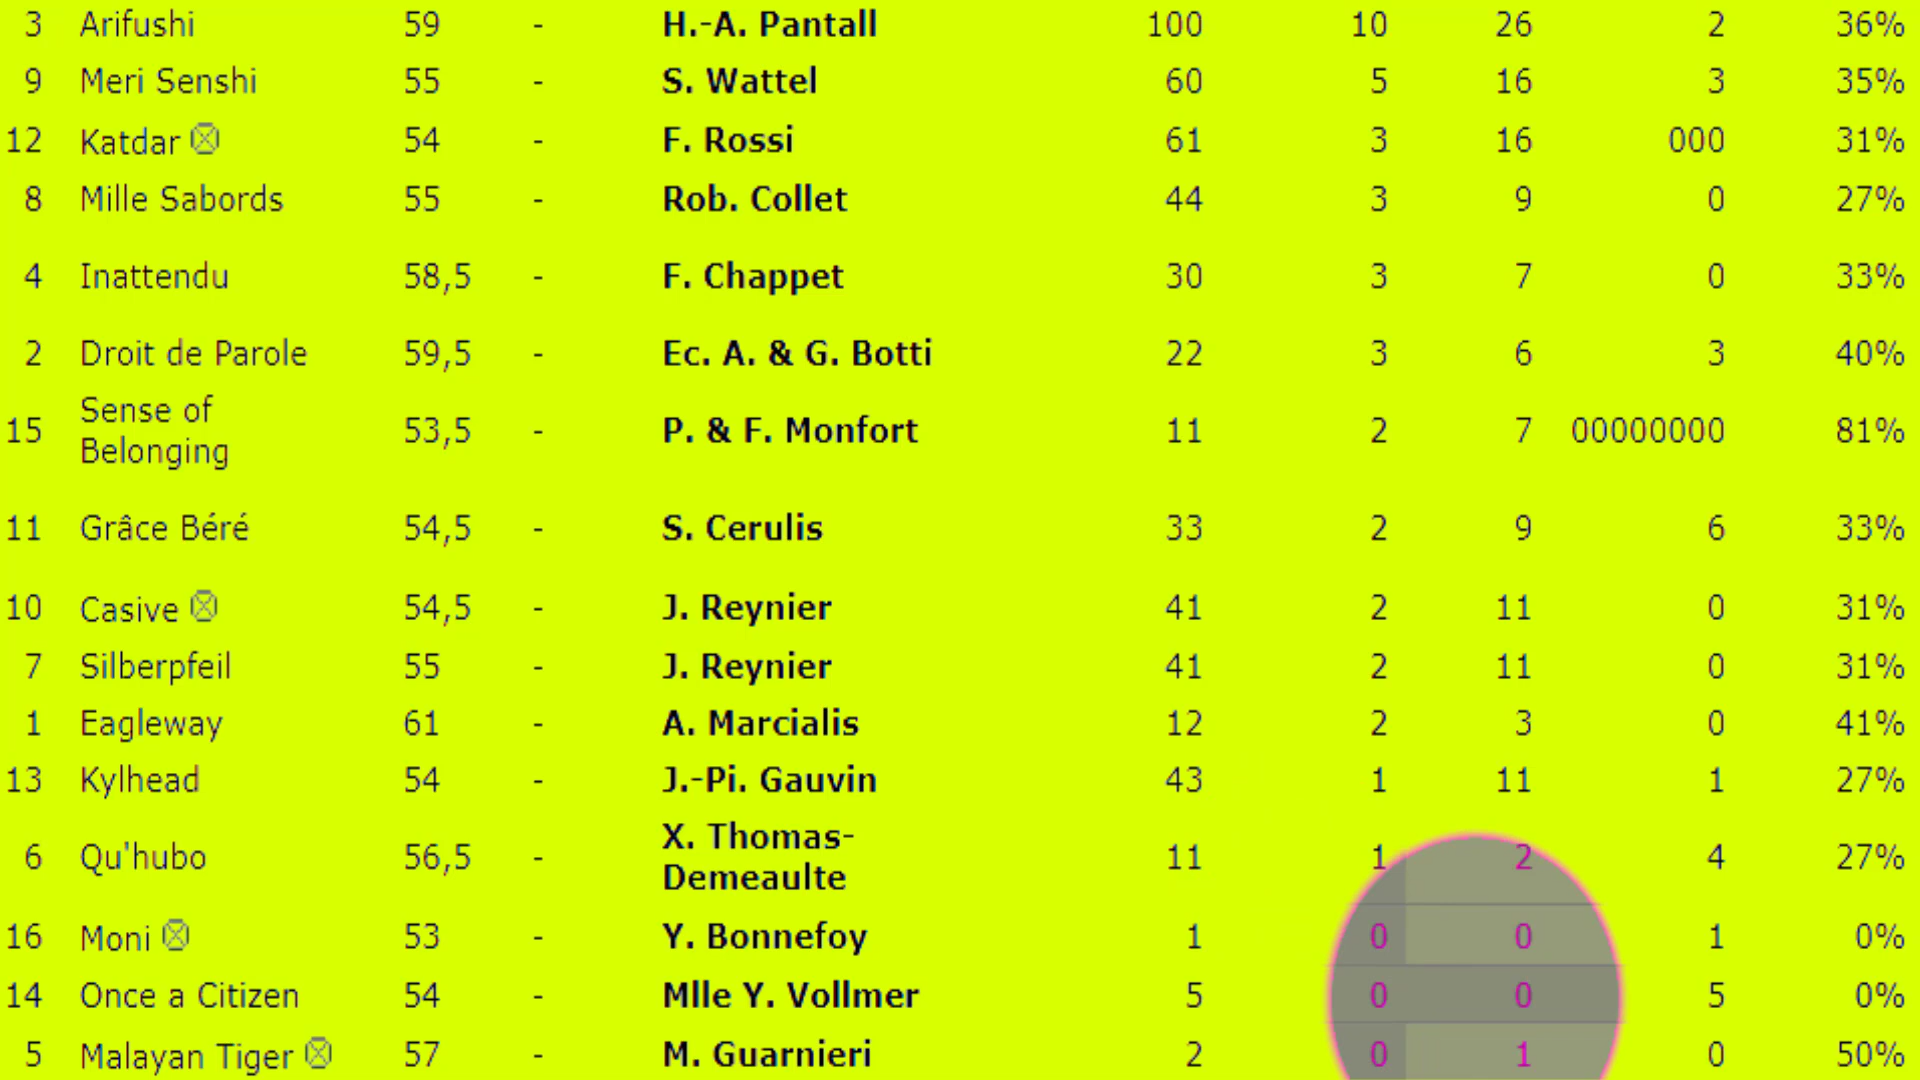 3 Arifushi 59 - H.-A. Pantall 100 10 26 2 36%
9 Meri Senshi 55 - S. Wattel 60 5 16 3 35%
12 Katdar 54 - F. Rossi 61 3 16 000 31%
8 Mille Sabords 55 - Rob. Collet 44 3 9 0 27%
4 Inattendu 58,5 - F. Chappet 30 3 7 0 33%
2 Droit de Parole 59,5 - Ec. A. & G. Botti 22 3 6 3 40%
Sense of
15 53,5 - P. & F. Monfort 11 2 7 00000000 81%
Belonging
11 Grâce Béré 54,5 - S. Cerulis 33 2 9 6 33%
10 Casive 54,5 - J. Reynier 41 2 11 0 31%
7 Silberpfeil 55 - J. Reynier 41 2 11 0 31%
1 Eagleway 61 - A. Marcialis 12 2 3 0 41%
13 Kylhead 54 - J.-Pi. Gauvin 43 1 11 1 27%
X. Thomas-
6 Qu'hubo 56,5 - 11 1 2 4 27%
Demeaulte
16 Moni 53 - Y. Bonnefoy 1 0 0 1 0%
14 Once a Citizen 54 - Mlle Y. Vollmer 5 0 0 5 0%
5 Malayan Tiger 57 - M. Guarnieri 2 0 1 0 50%